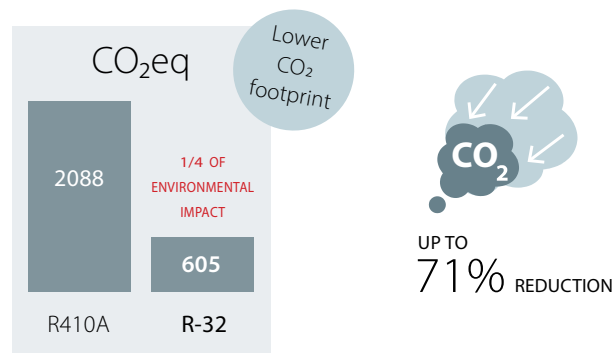 CO₂eq
Lower
CO₂
footprint
2088
1/4 OF
ENVIRONMENTAL
IMPACT
605
R410A
R-32
CO₂
UP TO
71% REDUCTION